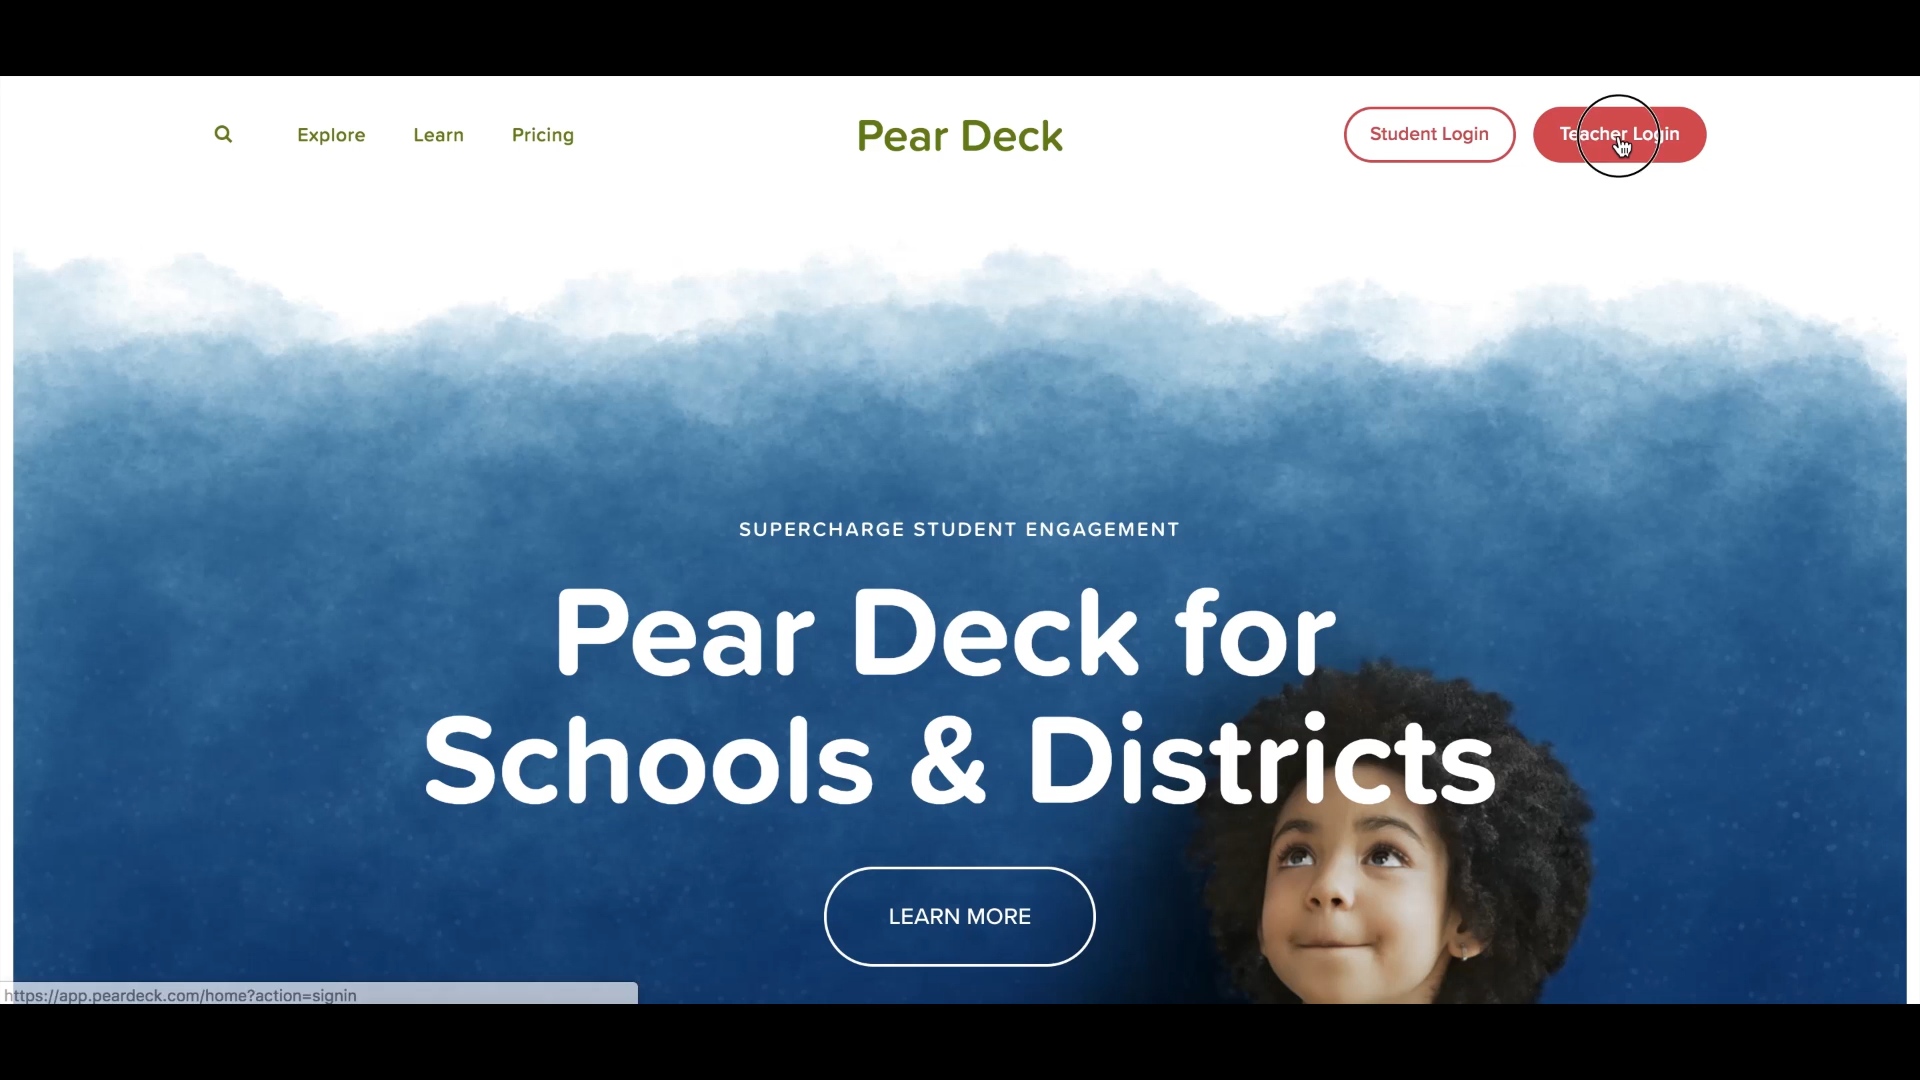 Explore
Learn
Pricing
Pear Deck
Student Login
Teacher Login
SUPERCHARGE STUDENT ENGAGEMENT
Pear Deck for
Schools & Districts
LEARN MORE
https://app.peardeck.com/home?action=signin